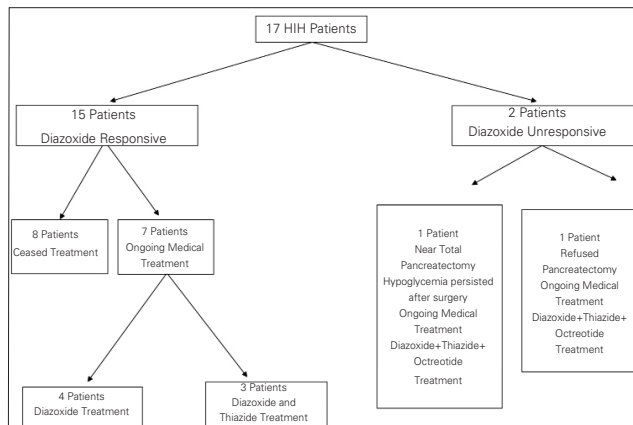 17 HIH Patients
15 Patients
Diazoxide Responsive
2 Patients
Diazoxide Unresponsive
8 Patients
Ceased Treatment
7 Patients
Ongoing Medical
Treatment
1 Patient
Near Total
Pancreatectomy
Hypoglycemia persisted
after surgery
Ongoing Medical
Treatment
Diazoxide+Thiazide+
Octreotide
Treatment
1 Patient
Refused
Pancreatectomy
Ongoing Medical
Treatment
Diazoxide+Thiazide+
Octreotide
Treatment
4 Patients
Diazoxide Treatment
3 Patients
Diazoxide and
Thiazide Treatment